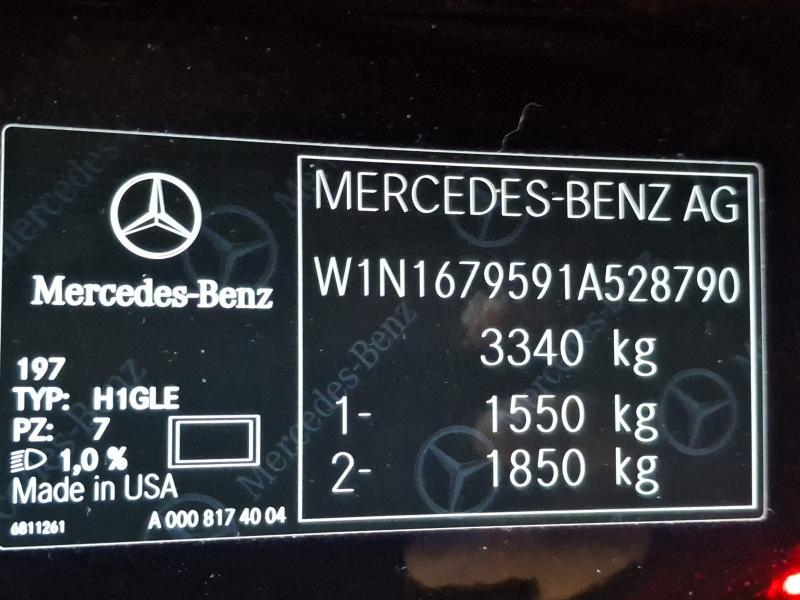 Mercedes-Benz
197
TYP: H1GLE
PZ: 7
1,0 %
Made in USA
6811261
A 000 817 40 04
MERCEDES-BENZ AG
W1N1679591A528790
3340 kg
1- 1550 kg
2- 1850 kg